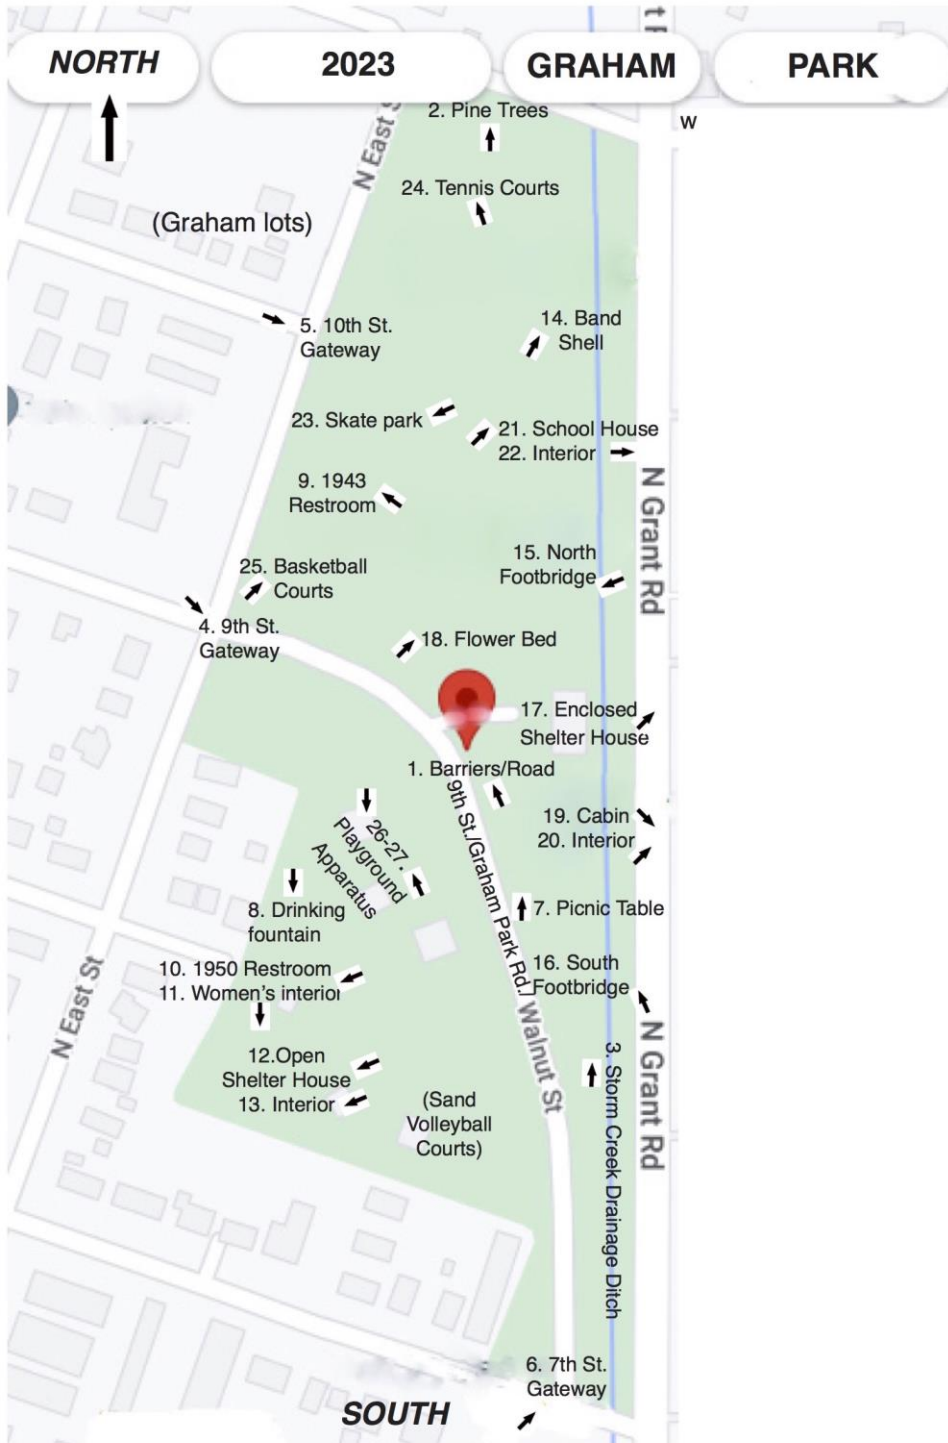 NORTH
2023
GRAHAM
PARK
2. Pine Trees
W
N East S
24. Tennis Courts
(Graham lots)
14. Band
Shell
5. 10th St.
Gateway
23. Skate park
21. School House
22. Interior
9. 1943
Restroom
N Grant Rd
15. North
Footbridge
25. Basketball
Courts
4. 9th St.
Gateway
18. Flower Bed
17. Enclosed
Shelter House
1. Barriers/Road
9th St./Graham Park Rd./
Walnut St
19. Cabin
20. Interior
26-27.
Playground
Apparatus
8. Drinking
fountain
7. Picnic Table
10. 1950 Restroom
11. Women's interior
16. South
Footbridge
N East St
N Grant Rd
3. Storm Creek Drainage Ditch
12.Open
Shelter House
13. Interior
(Sand
Volleyball
Courts)
6. 7th St.
Gateway
SOUTH